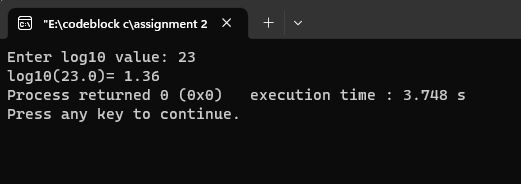 "E:\codeblock c\assignment 2
Enter log10 value: 23
log10(23.0)= 1.36
Process returned 0 (0x0)   execution time : 3.748 s
Press any key to continue.